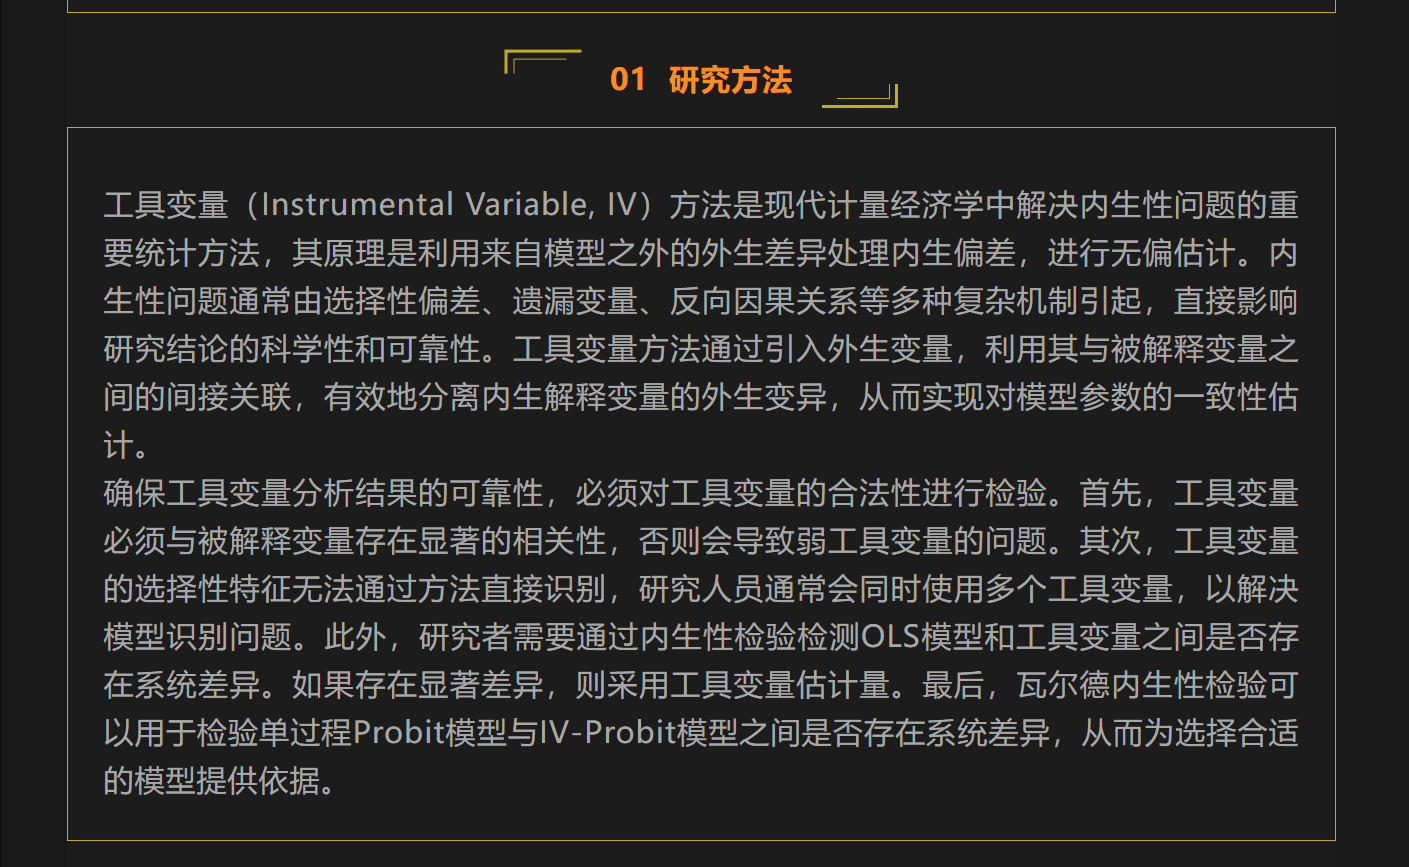 01 研究方法
工具变量（Instrumental Variable, IV）方法是现代计量经济学中解决内生性问题的重
要统计方法，其原理是利用来自模型之外的外生差异处理内生偏差，进行无偏估计。内
生性问题通常由选择性偏差、遗漏变量、反向因果关系等多种复杂机制引起，直接影响
研究结论的科学性和可靠性。工具变量方法通过引入外生变量，利用其与被解释变量之
间的间接关联，有效地分离内生解释变量的外生变异，从而实现对模型参数的一致性估
计。
确保工具变量分析结果的可靠性，必须对工具变量的合法性进行检验。首先，工具变量
必须与被解释变量存在显著的相关性，否则会导致弱工具变量的问题。其次，工具变量
的选择性特征无法通过方法直接识别，研究人员通常会同时使用多个工具变量，以解决
模型识别问题。此外，研究者需要通过内生性检验检测OLS模型和工具变量之间是否存
在系统差异。如果存在显著差异，则采用工具变量估计量。最后，瓦尔德内生性检验可
以用于检验单过程Probit模型与IV-Probit模型之间是否存在系统差异，从而为选择合适
的模型提供依据。